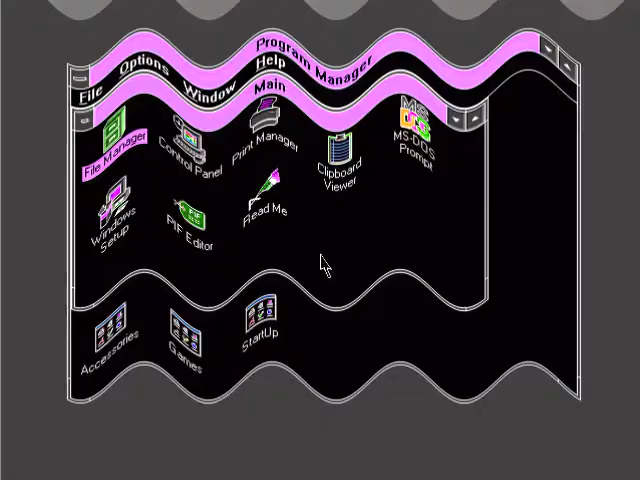 Program Manager
File Options Window Help
Main
File Manager
Control Panel
Print Manager
Clipboard
Viewer
MS-DOS
Prompt
Windows
Setup
PIF Editor
Read Me
Accessories
Games
StartUp